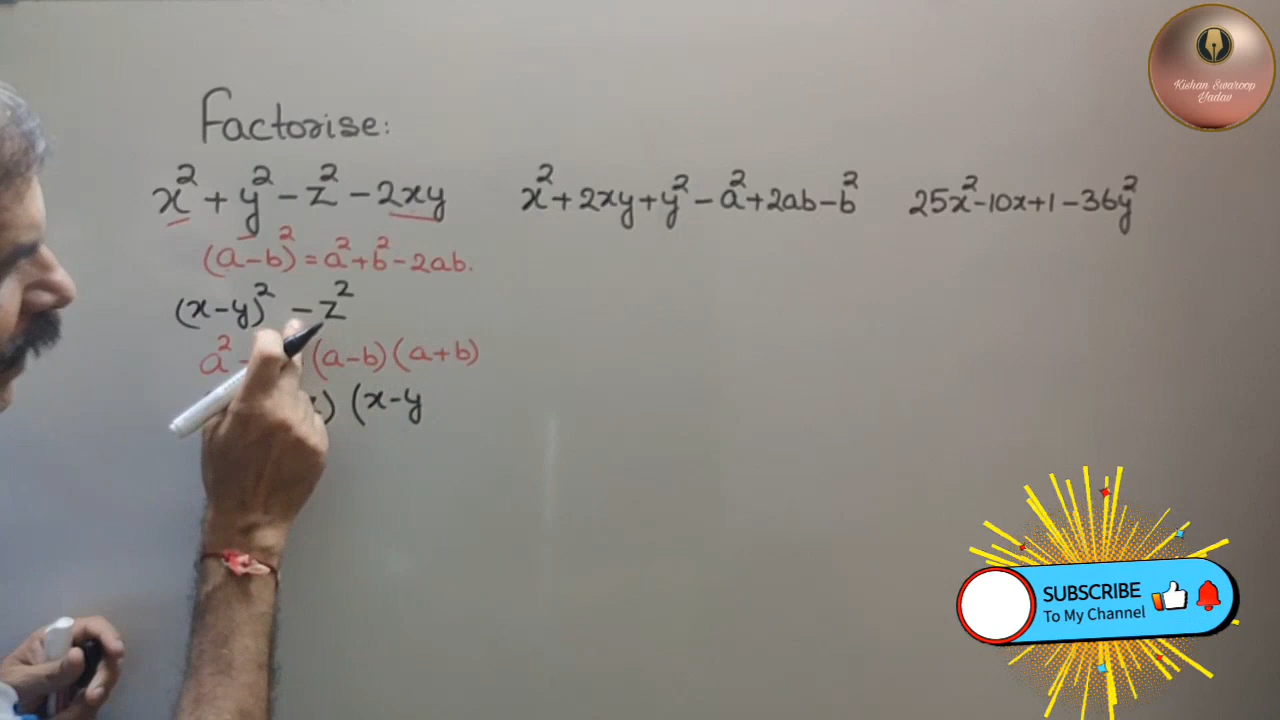 Factorise:
x² + y² - z² - 2xy
x² + 2xy + y² - a² + 2ab - b²
25x² - 10x + 1 - 36y²
(a-b)² = a² + b² - 2ab.
(x-y)² - z²
a² - (a-b) (a+b)
) (x-y
Kishan Swaroop
Yadav
SUBSCRIBE
To My Channel